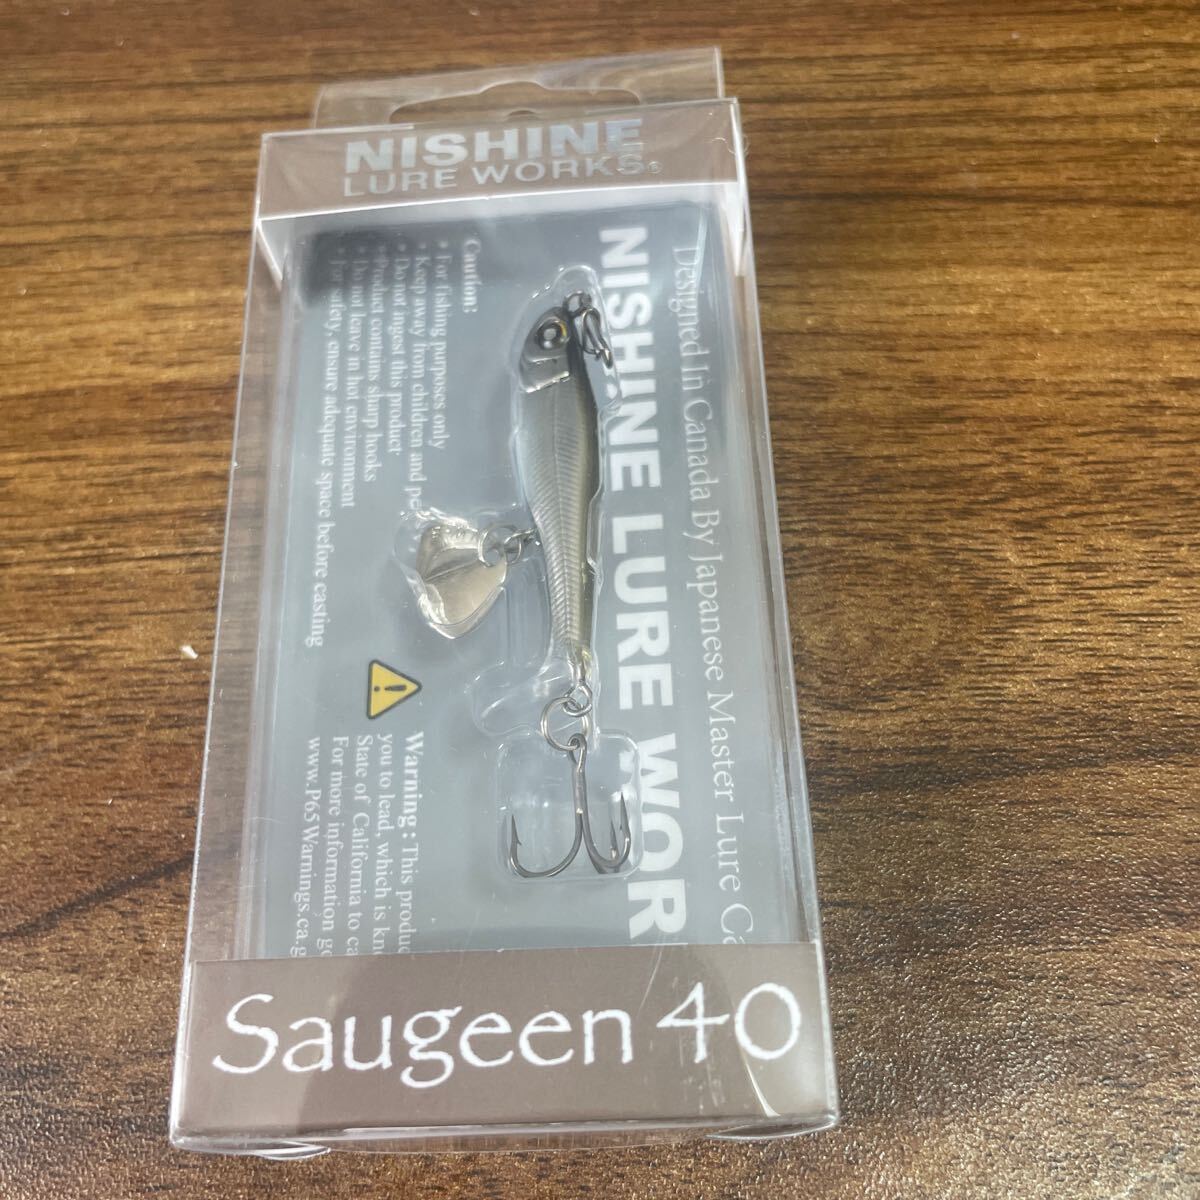 NISHINE
LURE WORKS®
Designed In Canada By Japanese Master Lure
NISHINE LURE WOR
Caution:
• For fishing purposes only
• Keep away from children and pe
• Do not ingest this product
• Product contains sharp hooks
• Do not leave in hot environment
safety, ensure adequate space before casting
Warning: This produc
you to lead, which is kn
State of California to ca
For more information go
www.P65Warnings.ca.g
Saugeen 40